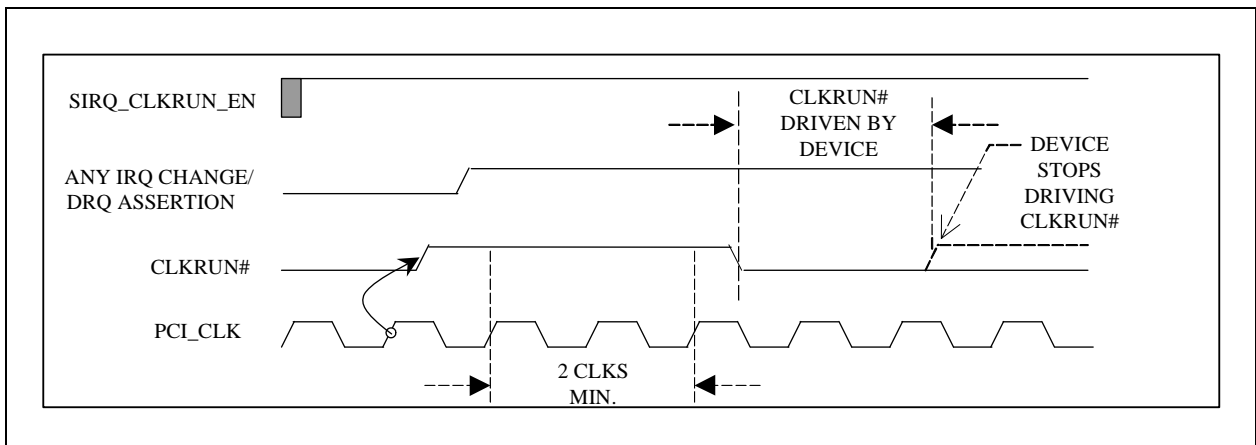 SIRQ_CLKRUN_EN
CLKRUN#
DRIVEN BY
DEVICE
DEVICE
STOPS
DRIVING
CLKRUN#
ANY IRQ CHANGE/
DRQ ASSERTION
CLKRUN#
PCI_CLK
2 CLKS
MIN.